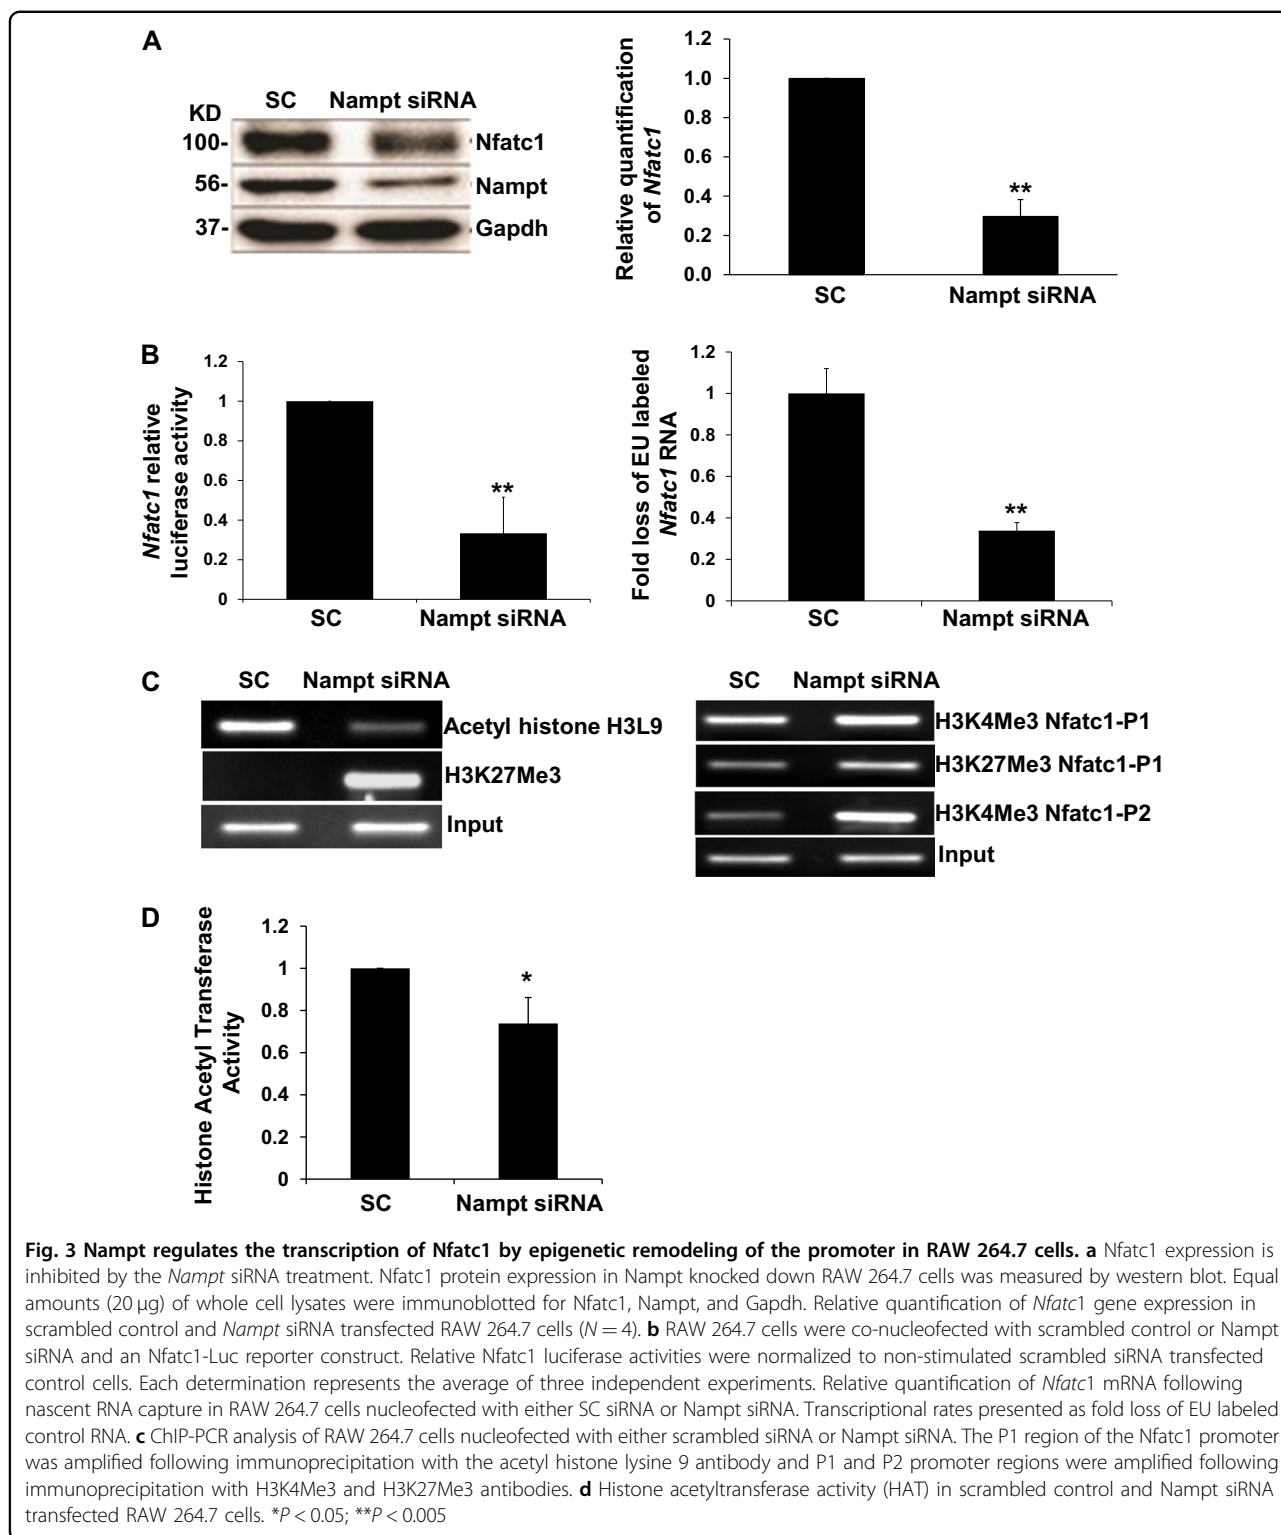 A
SC Nampt siRNA
KD
100- Nfatc1
56- Nampt
37- Gapdh
Relative quantification
of Nfatc1
1.2
1.0
0.8
0.6
0.4
0.2
0.0
**
SC Nampt siRNA
B
Nfatc1 relative
luciferase activity
1.2
1
0.8
0.6
0.4
0.2
0
**
SC Nampt siRNA
Fold loss of EU labeled
Nfatc1 RNA
1.2
1
0.8
0.6
0.4
0.2
0
**
SC Nampt siRNA
C
SC Nampt siRNA
Acetyl histone H3L9
H3K27Me3
Input
SC Nampt siRNA
H3K4Me3 Nfatc1-P1
H3K27Me3 Nfatc1-P1
H3K4Me3 Nfatc1-P2
Input
D
Histone Acetyl Transferase
Activity
1.2
1
0.8
0.6
0.4
0.2
0
*
SC Nampt siRNA
Fig. 3 Nampt regulates the transcription of Nfatc1 by epigenetic remodeling of the promoter in RAW 264.7 cells. a Nfatc1 expression is
inhibited by the Nampt siRNA treatment. Nfatc1 protein expression in Nampt knocked down RAW 264.7 cells was measured by western blot. Equal
amounts (20 µg) of whole cell lysates were immunoblotted for Nfatc1, Nampt, and Gapdh. Relative quantification of Nfatc1 gene expression in
scrambled control and Nampt siRNA transfected RAW 264.7 cells (N = 4). b RAW 264.7 cells were co-nucleofected with scrambled control or Nampt
siRNA and an Nfatc1-Luc reporter construct. Relative Nfatc1 luciferase activities were normalized to non-stimulated scrambled siRNA transfected
control cells. Each determination represents the average of three independent experiments. Relative quantification of Nfatc1 mRNA following
nascent RNA capture in RAW 264.7 cells nucleofected with either SC siRNA or Nampt siRNA. Transcriptional rates presented as fold loss of EU labeled
control RNA. c ChIP-PCR analysis of RAW 264.7 cells nucleofected with either scrambled siRNA or Nampt siRNA. The P1 region of the Nfatc1 promoter
was amplified following immunoprecipitation with the acetyl histone lysine 9 antibody and P1 and P2 promoter regions were amplified following
immunoprecipitation with H3K4Me3 and H3K27Me3 antibodies. d Histone acetyltransferase activity (HAT) in scrambled control and Nampt siRNA
transfected RAW 264.7 cells. *P < 0.05; **P < 0.005